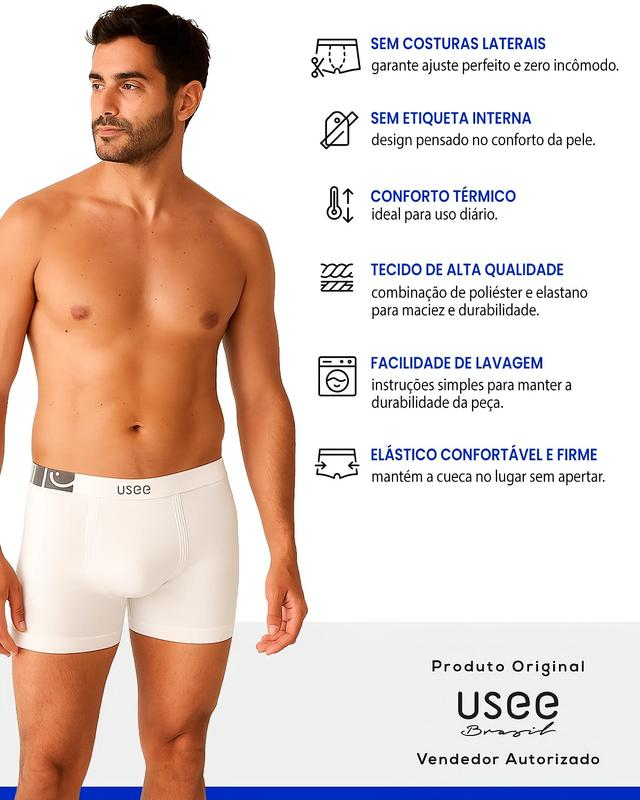 SEM COSTURAS LATERAIS
garante ajuste perfeito e zero incômodo.
SEM ETIQUETA INTERNA
design pensado no conforto da pele.
CONFORTO TÉRMICO
ideal para uso diário.
TECIDO DE ALTA QUALIDADE
combinação de poliéster e elastano
para maciez e durabilidade.
FACILIDADE DE LAVAGEM
instruções simples para manter a
durabilidade da peça.
ELÁSTICO CONFORTÁVEL E FIRME
mantém a cueca no lugar sem apertar.
usee
Produto Original
usee
Brasil
Vendedor Autorizado